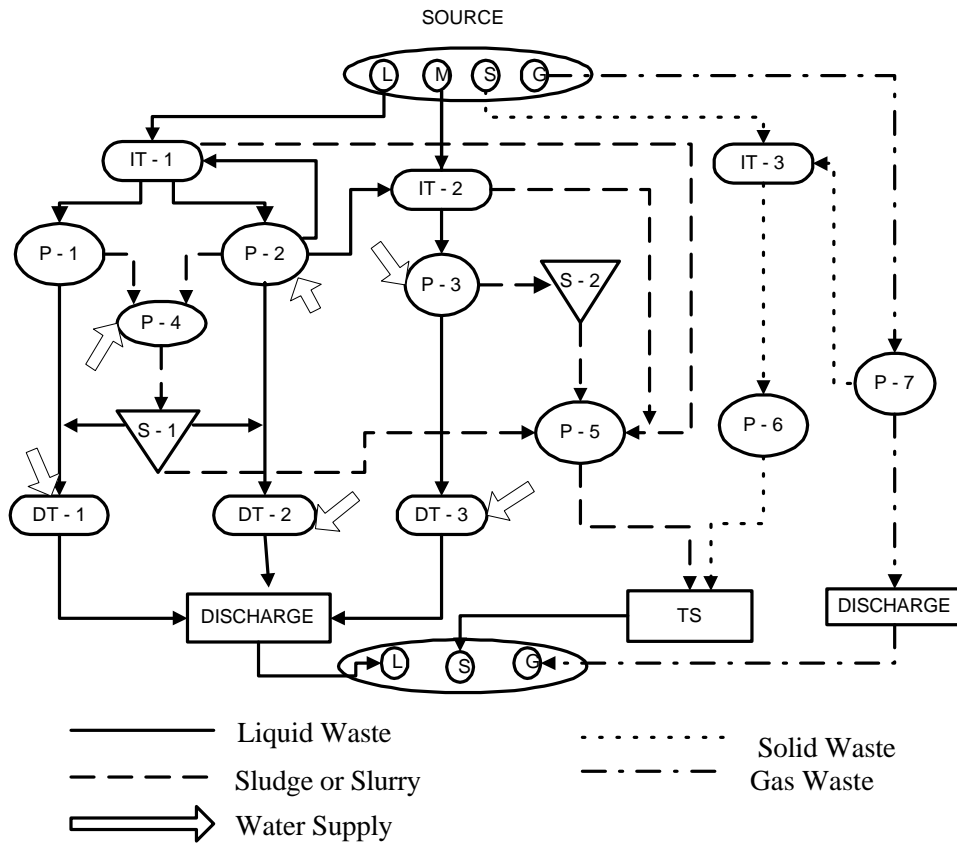 SOURCE
L M S G
IT - 1
IT - 3
IT - 2
P - 1
P - 2
P - 3
S - 2
P - 4
P - 7
P - 6
S - 1
P - 5
DT - 1
DT - 2
DT - 3
DISCHARGE
TS
DISCHARGE
L S G
Liquid Waste
Solid Waste
Sludge or Slurry
Gas Waste
Water Supply